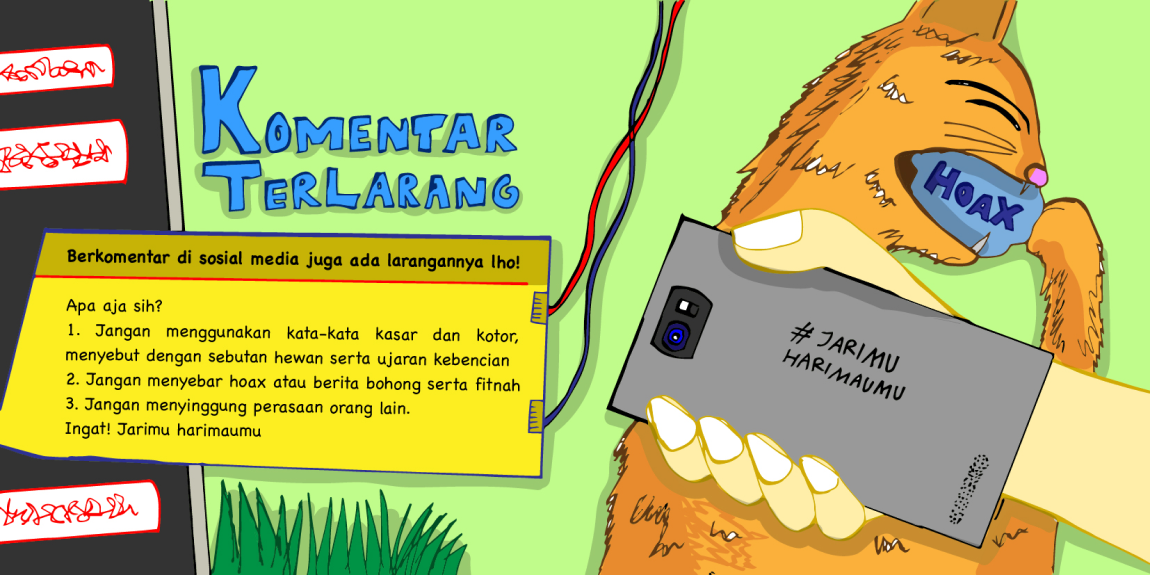 KOMENTAR
TERLARANG
Berkomentar di sosial media juga ada larangannya lho!
Apa aja sih?
1. Jangan menggunakan kata-kata kasar dan kotor,
menyebut dengan sebutan hewan serta ujaran kebencian
2. Jangan menyebar hoax atau berita bohong serta fitnah
3. Jangan menyinggung perasaan orang lain.
Ingat! Jarimu harimaumu
HOAX
#JARIMU
HARIMAUMU